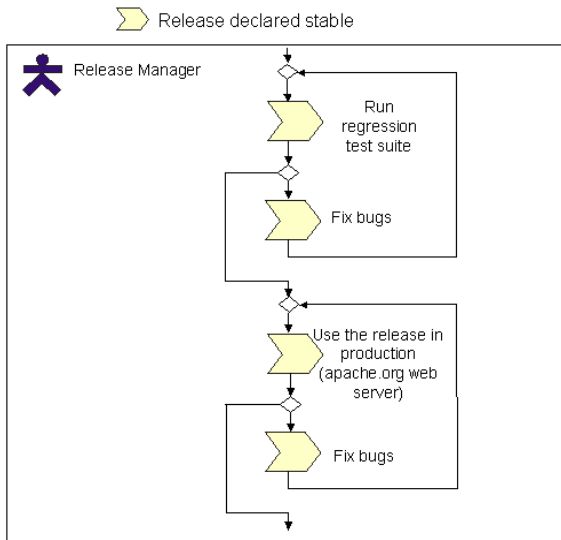 Release declared stable
Release Manager
Run
regression
test suite
Fix bugs
Use the release in
production
(apache.org web
server)
Fix bugs